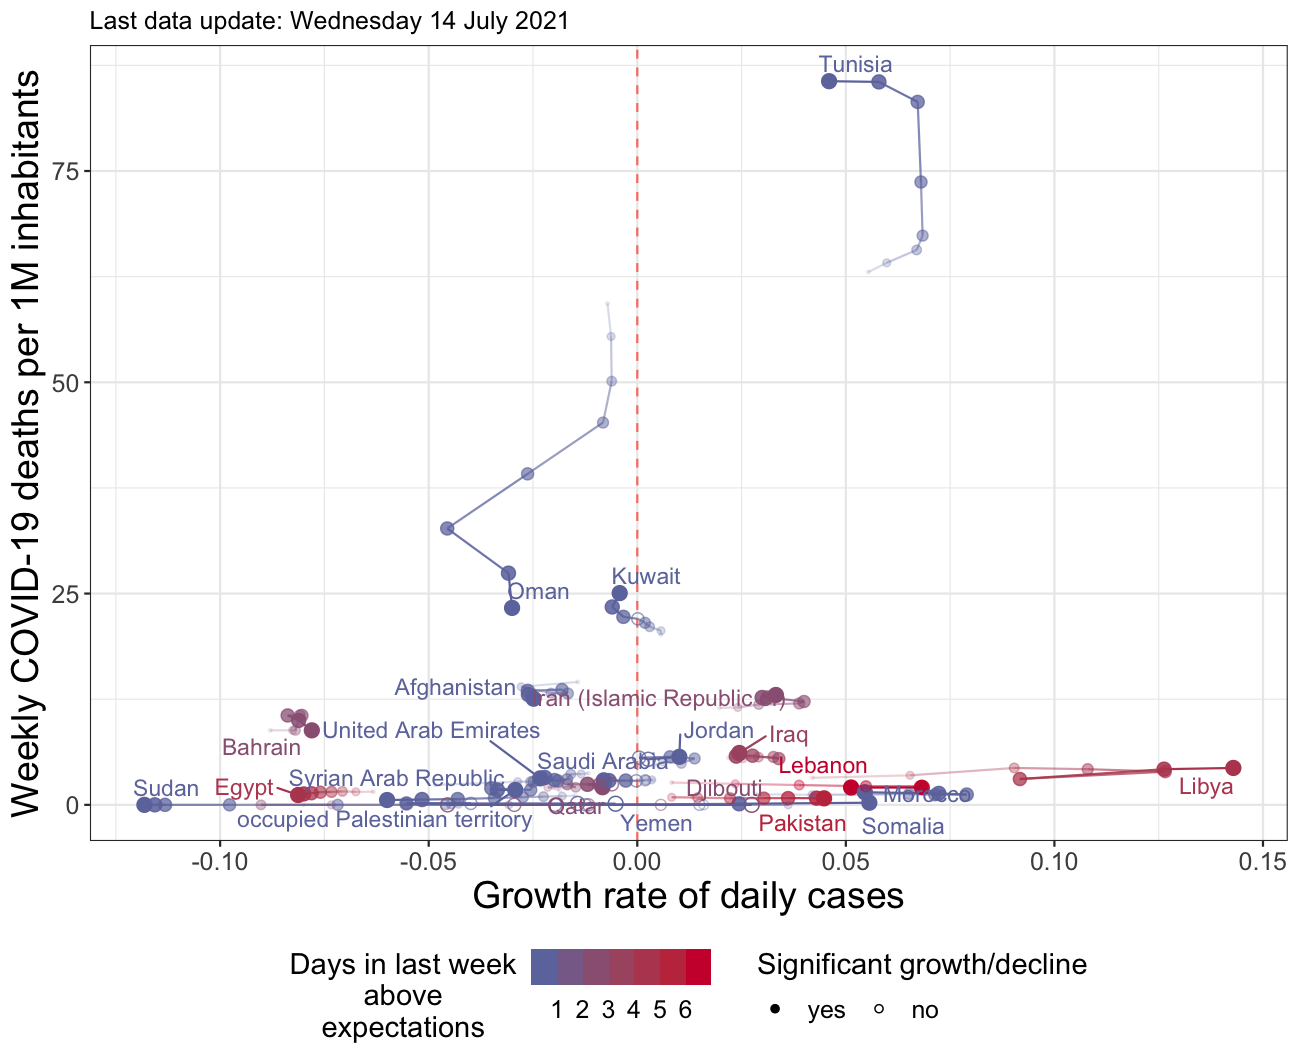 Last data update: Wednesday 14 July 2021
Weekly COVID-19 deaths per 1M inhabitants
75
50
25
0
Tunisia
Oman
Kuwait
Afghanistan
Iran (Islamic Republic of)
United Arab Emirates
Jordan
Iraq
Bahrain
Saudi Arabia
Lebanon
Sudan
Egypt
Syrian Arab Republic
Djibouti
Morocco
Libya
Qatar
occupied Palestinian territory
Yemen
Pakistan
Somalia
-0.10
-0.05
0.00
0.05
0.10
0.15
Growth rate of daily cases
Days in last week
above
expectations
1 2 3 4 5 6
Significant growth/decline
yes
no